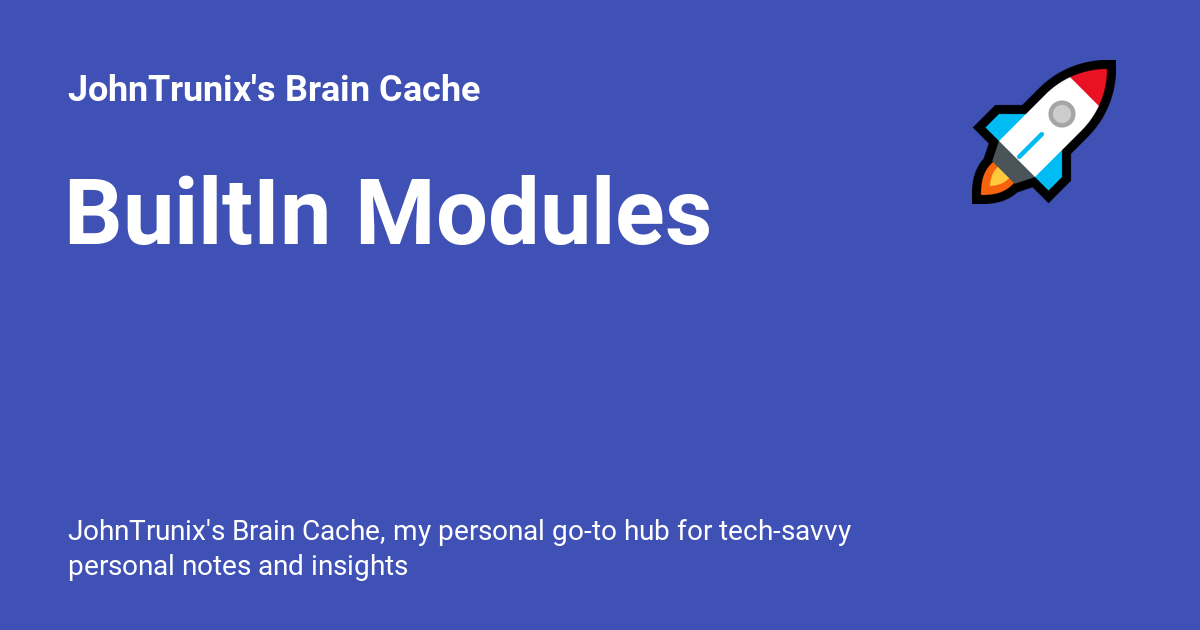 JohnTrunix's Brain Cache
BuiltIn Modules
JohnTrunix's Brain Cache, my personal go-to hub for tech-savvy
personal notes and insights